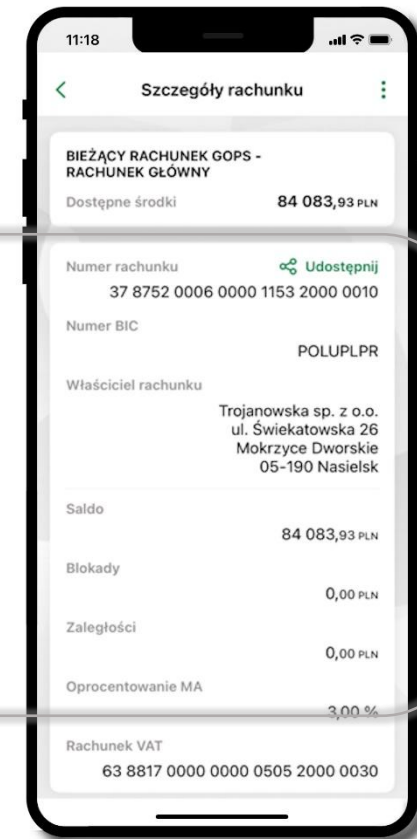 11:18
Szczegóły rachunku
BIEŻĄCY RACHUNEK GOPS -
RACHUNEK GŁÓWNY
Dostępne środki 84 083,93 PLN
Numer rachunku Udostępnij
37 8752 0006 0000 1153 2000 0010
Numer BIC
POLUPLPR
Właściciel rachunku
Trojanowska sp. z o.o.
ul. Świekatowska 26
Mokrzyce Dworskie
05-190 Nasielsk
Saldo
84 083,93 PLN
Blokady
0,00 PLN
Zaległości
0,00 PLN
Oprocentowanie MA
3,00 %
Rachunek VAT
63 8817 0000 0000 0505 2000 0030